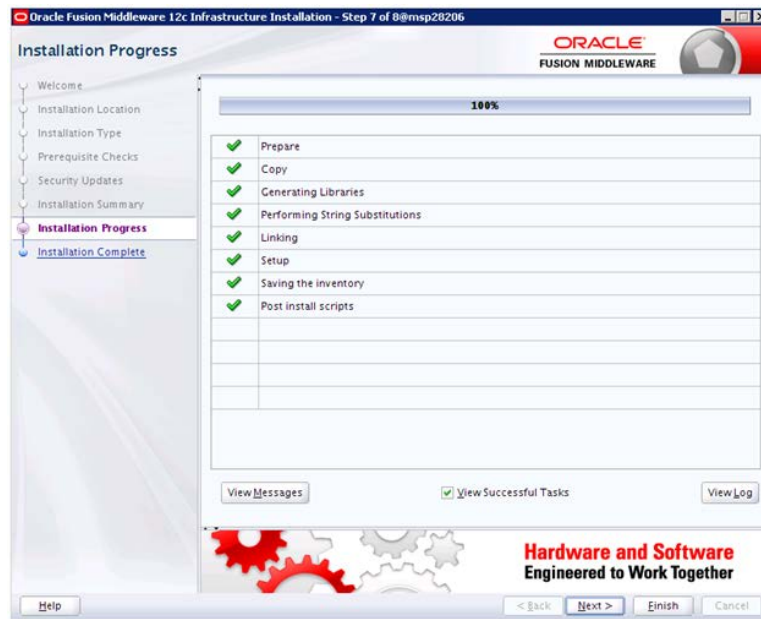 Oracle Fusion Middleware 12c Infrastructure Installation - Step 7 of 8@msp28206
Installation Progress
ORACLE
FUSION MIDDLEWARE
Welcome
Installation Location
Installation Type
Prerequisite Checks
Security Updates
Installation Summary
Installation Progress
Installation Complete
100%
Prepare
Copy
Generating Libraries
Performing String Substitutions
Linking
Setup
Saving the inventory
Post install scripts
View Messages
View Successful Tasks
View Log
Hardware and Software
Engineered to Work Together
Help
< Back
Next >
Finish
Cancel